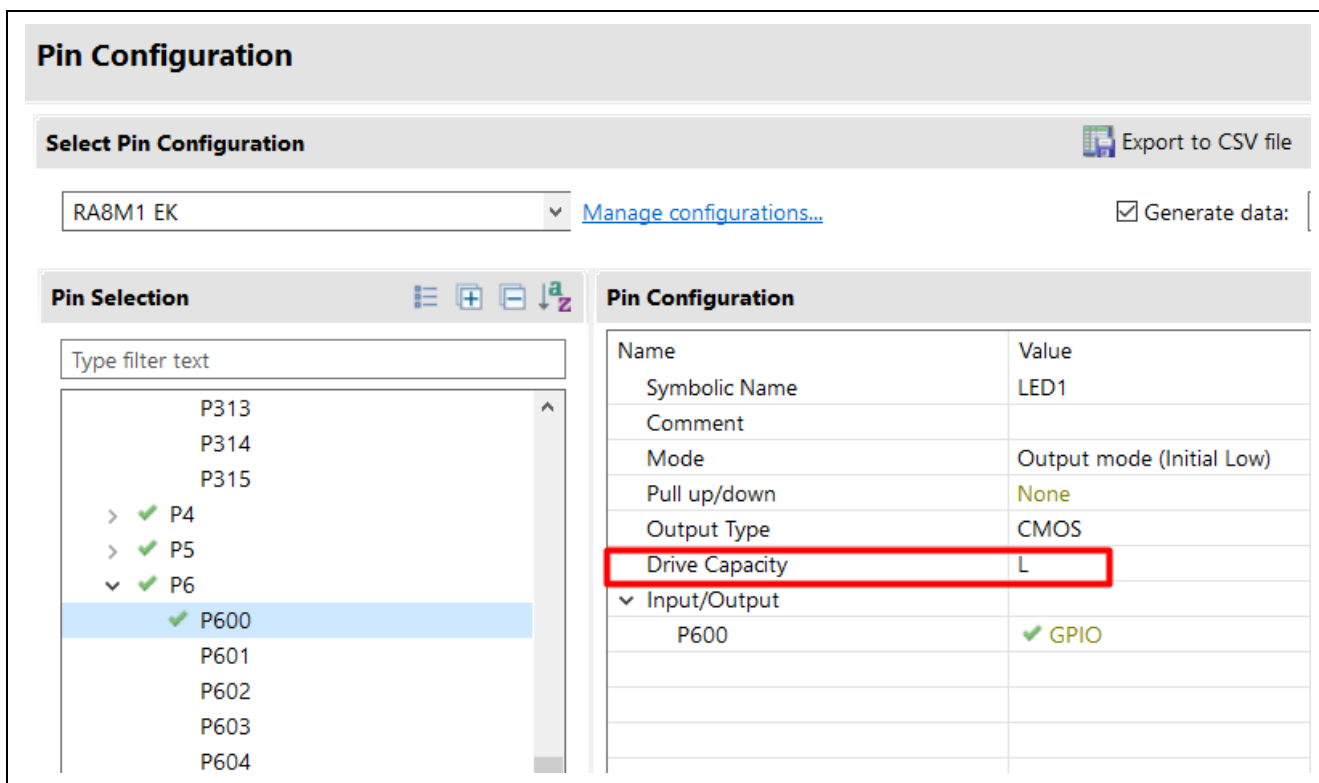 Pin Configuration
Select Pin Configuration
Export to CSV file
RA8M1 EK
Manage configurations...
Generate data:
Pin Selection
Type filter text
P313
P314
P315
P4
P5
P6
P600
P601
P602
P603
P604
Pin Configuration
Name Value
Symbolic Name LED1
Comment
Mode Output mode (Initial Low)
Pull up/down None
Output Type CMOS
Drive Capacity L
Input/Output
P600 GPIO